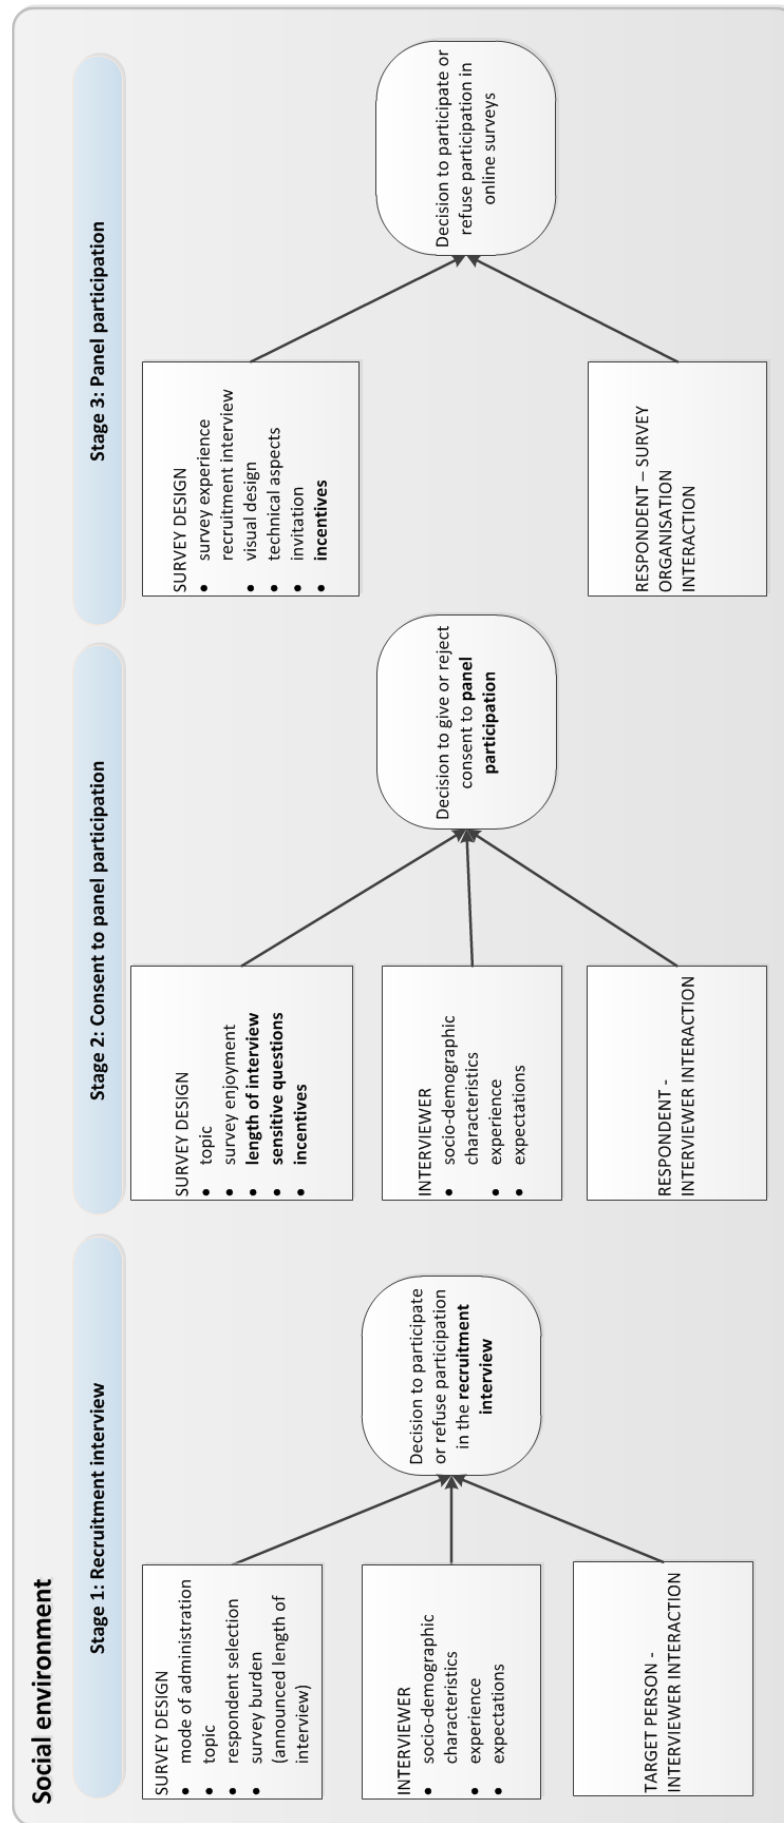 Social environment
Stage 1: Recruitment interview
SURVEY DESIGN
• mode of administration
• topic
• respondent selection
• survey burden
(announced length of
interview)
INTERVIEWER
• socio-demographic
characteristics
• experience
• expectations
TARGET PERSON -
INTERVIEWER INTERACTION
Decision to participate
or refuse participation
in the recruitment
interview
Stage 2: Consent to panel participation
SURVEY DESIGN
• topic
• survey enjoyment
• length of interview
• sensitive questions
• incentives
INTERVIEWER
• socio-demographic
characteristics
• experience
• expectations
RESPONDENT -
INTERVIEWER INTERACTION
Decision to give or reject
consent to panel
participation
Stage 3: Panel participation
SURVEY DESIGN
• survey experience
recruitment interview
• visual design
• technical aspects
• invitation
• incentives
RESPONDENT – SURVEY
ORGANISATION
INTERACTION
Decision to participate or
refuse participation in
online surveys